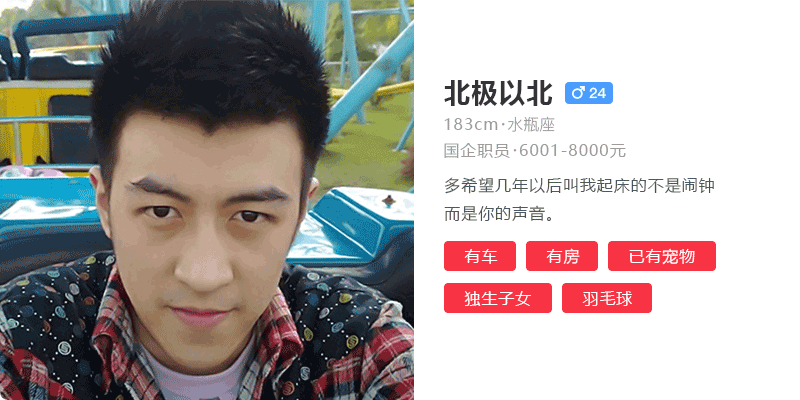 北极以北 ♂ 24
183cm·水瓶座
国企职员·6001-8000元
多希望几年以后叫我起床的不是闹钟
而是你的声音。
有车 有房 已有宠物
独生子女 羽毛球